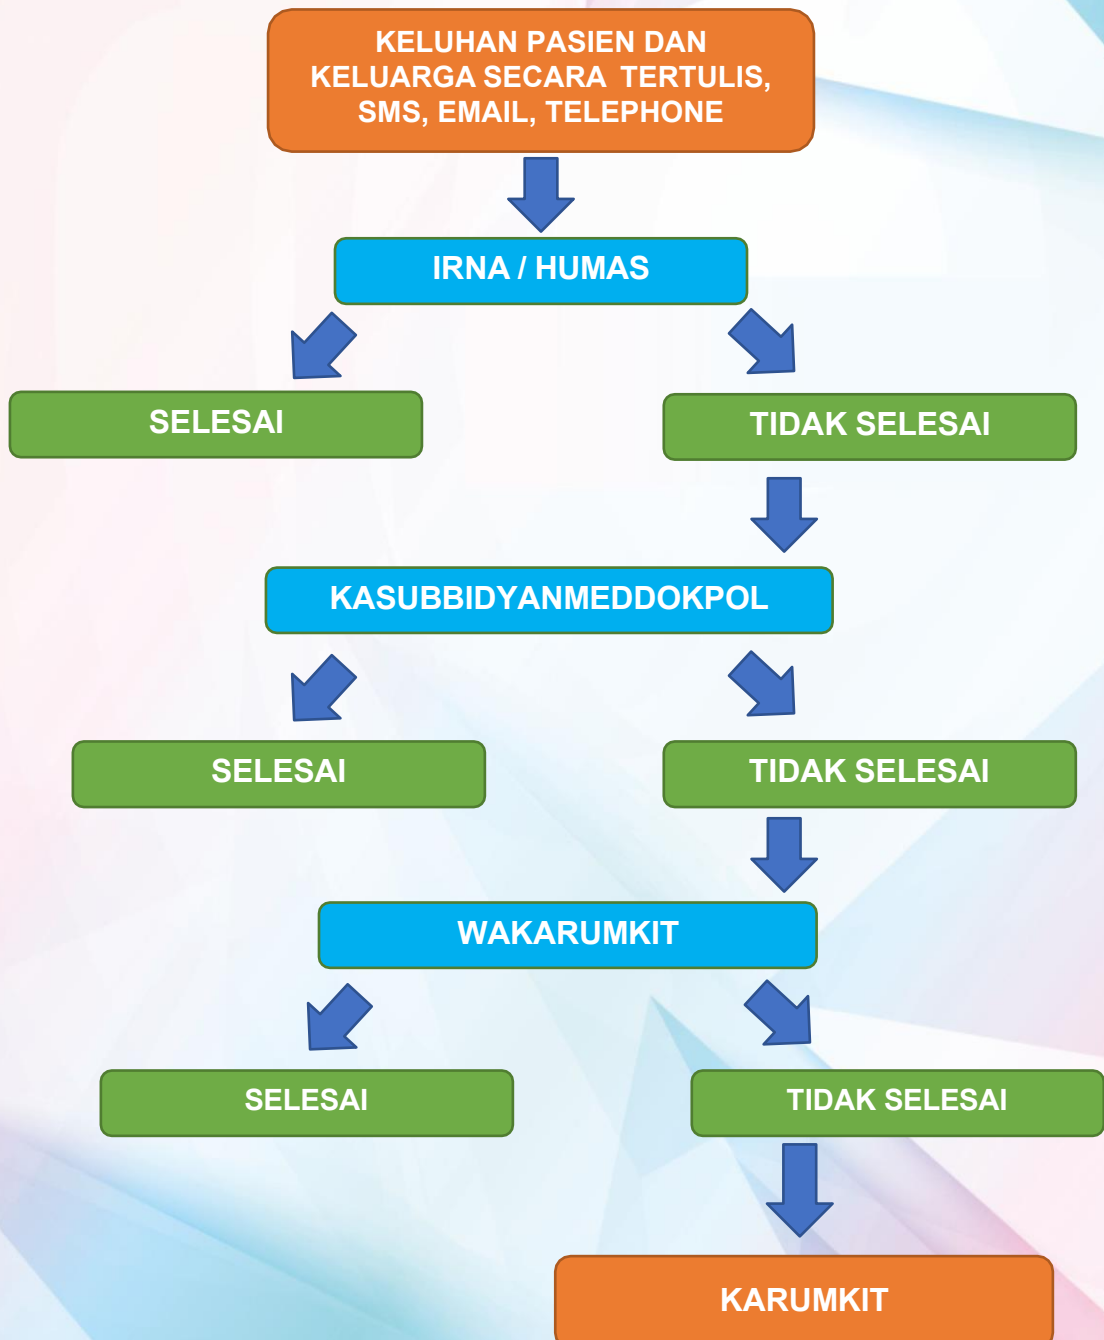 KELUHAN PASIEN DAN
KELUARGA SECARA TERTULIS,
SMS, EMAIL, TELEPHONE
IRNA / HUMAS
SELESAI
TIDAK SELESAI
KASUBBIDYANMEDDOKPOL
SELESAI
TIDAK SELESAI
WAKARUMKIT
SELESAI
TIDAK SELESAI
KARUMKIT